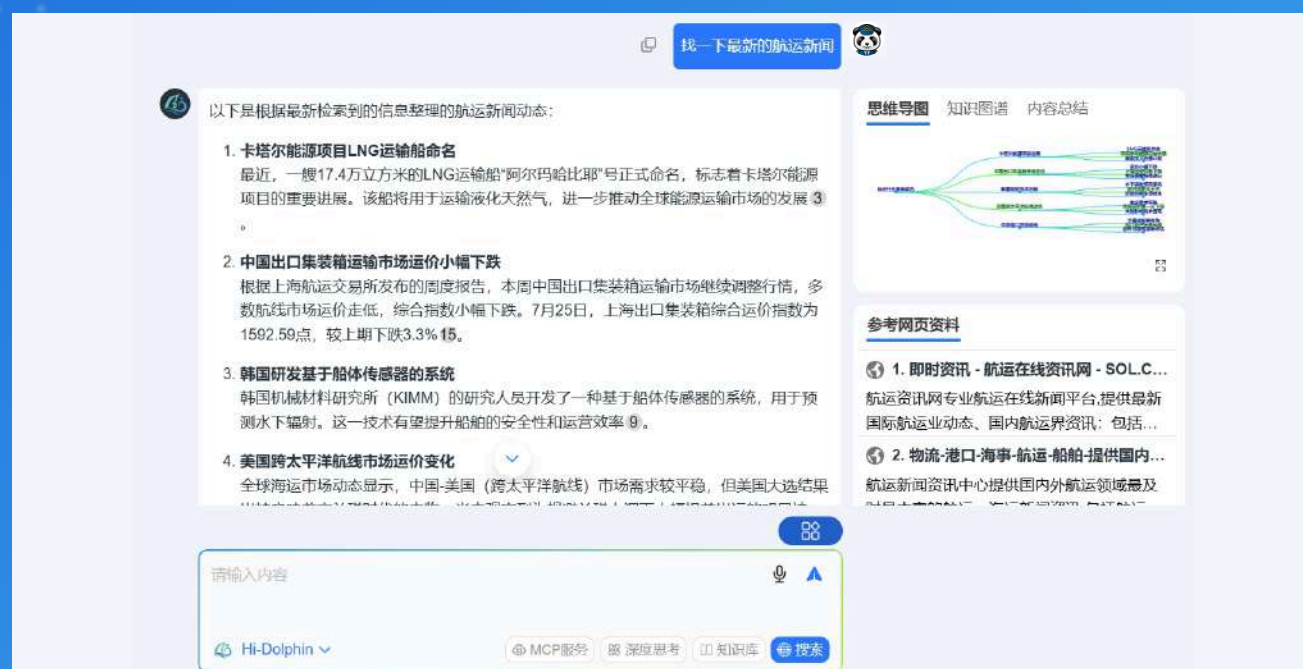 找一下最新的航运新闻
以下是根据最新检索到的信息整理的航运新闻动态：
1. 卡塔尔能源项目LNG运输船命名
最近，一艘17.4万立方米的LNG运输船“阿尔玛哈比耶”号正式命名，标志着卡塔尔能源
项目的重要进展。该船将用于运输液化天然气，进一步推动全球能源运输市场的发展 3
。
2. 中国出口集装箱运输市场运价小幅下跌
根据上海航运交易所发布的周度报告，本周中国出口集装箱运输市场继续调整行情，多
数航线市场运价走低，综合指数小幅下跌。7月25日，上海出口集装箱综合运价指数为
1592.59点，较上期下跌3.3% 15。
3. 韩国研发基于船体传感器的系统
韩国机械材料研究所（KIMM）的研究人员开发了一种基于船体传感器的系统，用于预
测水下辐射。这一技术有望提升船舶的安全性和运营效率 9。
4. 美国跨太平洋航线市场运价变化
全球海运市场动态显示，中国-美国（跨太平洋航线）市场需求较平稳，但美国大选结果
思维导图 知识图谱 内容总结
参考网页资料
1. 即时资讯 - 航运在线资讯网 - SOL.C...
航运资讯网专业航运在线新闻平台,提供最新
国际航运业动态、国内航运界资讯：包括...
2. 物流-港口-海事-航运-船舶-提供国内...
航运新闻资讯中心提供国内外航运领域最及
请输入内容
Hi-Dolphin MCP服务 深度思考 知识库 搜索